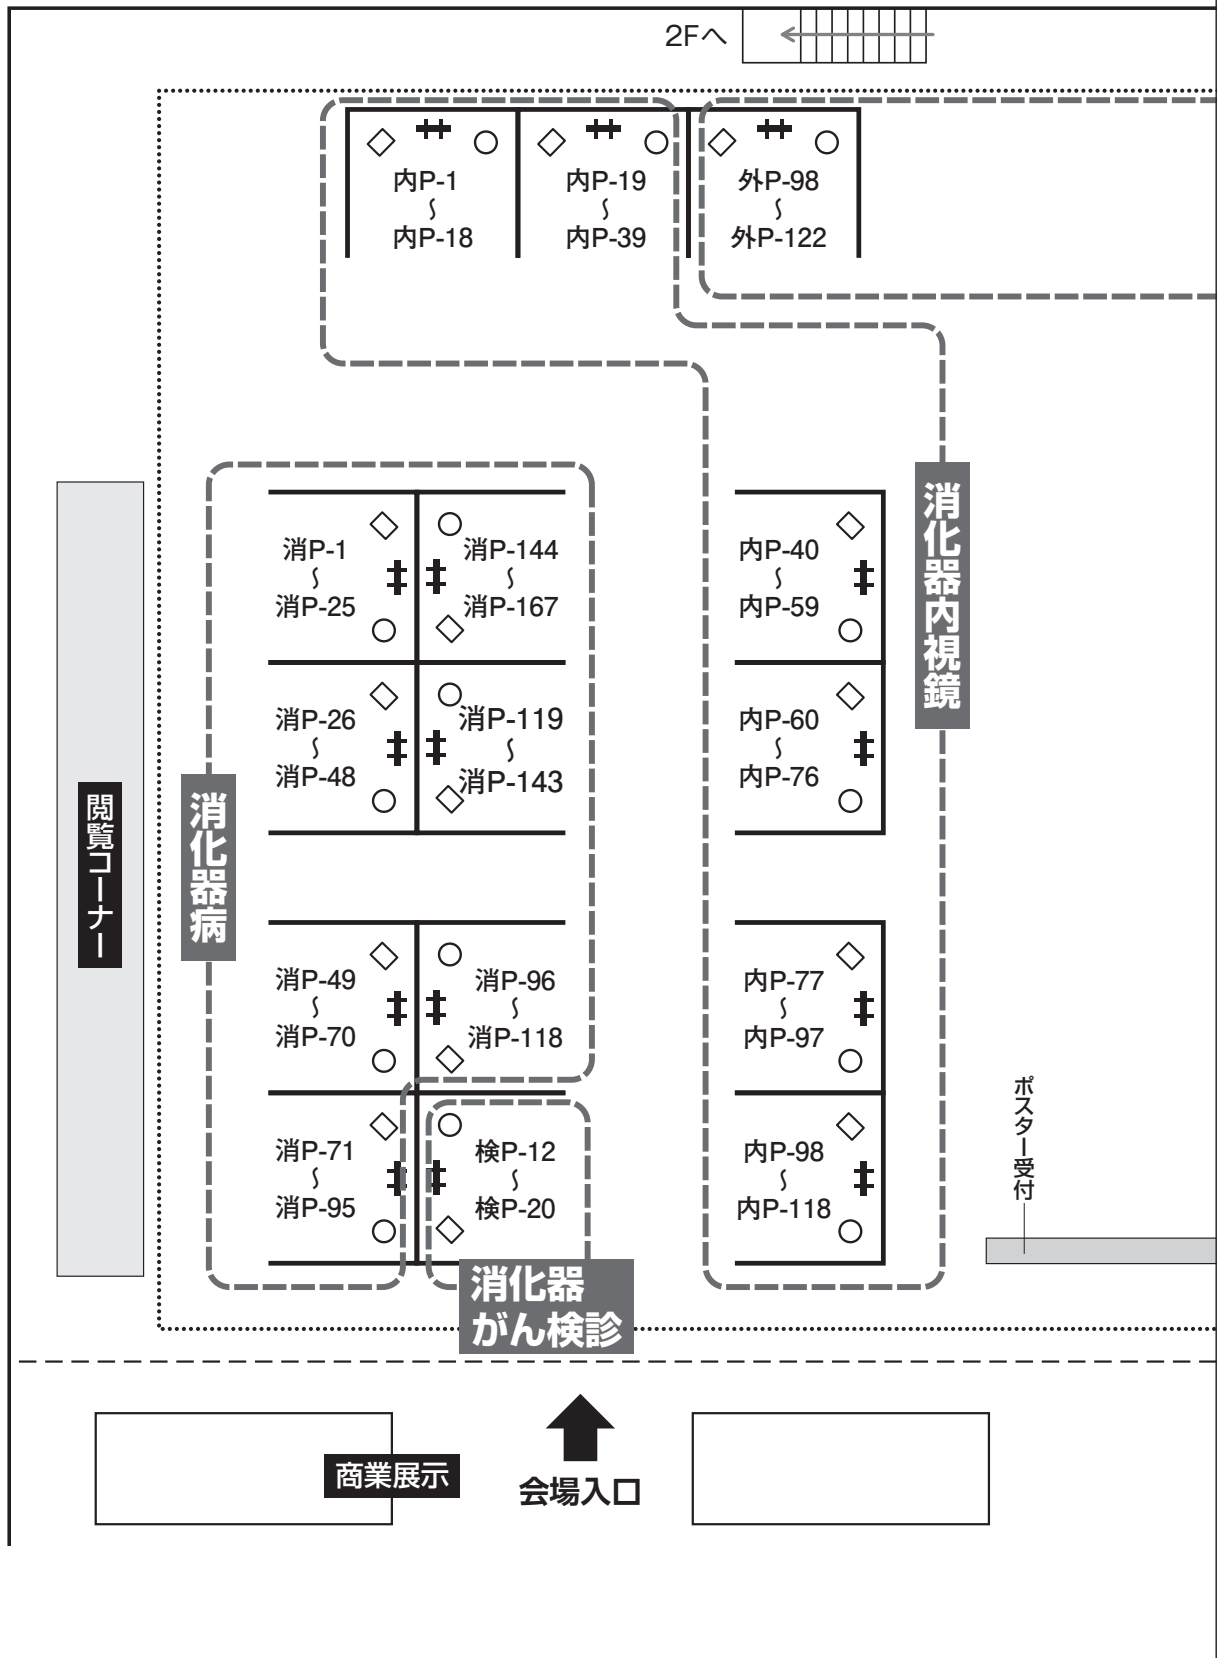 2Fへ
内P-1
〜
内P-18
内P-19
〜
内P-39
外P-98
〜
外P-122
消化器内視鏡
消P-1
〜
消P-25
消P-144
〜
消P-167
内P-40
〜
内P-59
消P-26
〜
消P-48
消P-119
〜
消P-143
内P-60
〜
内P-76
閲覧コーナー
消化器病
消P-49
〜
消P-70
消P-96
〜
消P-118
内P-77
〜
内P-97
消P-71
〜
消P-95
検P-12
〜
検P-20
内P-98
〜
内P-118
ポスター受付
消化器
がん検診
商業展示
会場入口